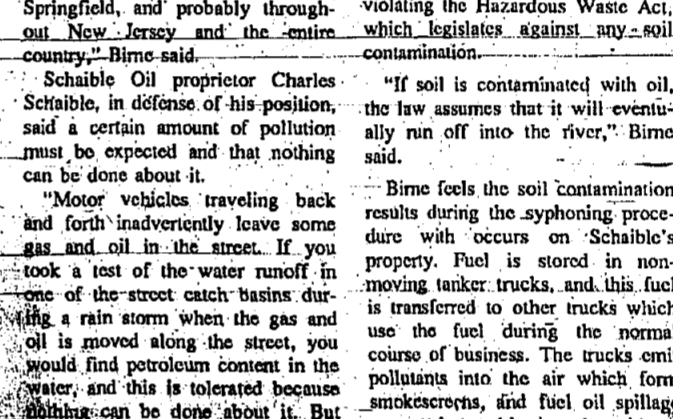 Springfield, and probably through-
out New Jersey and the entire
country," Birne said.
Schaible Oil proprietor Charles
Schaible, in defense of his position,
said a certain amount of pollution
must be expected and that nothing
can be done about it.
"Motor vehicles traveling back
and forth inadvertently leave some
gas and oil in the street. If you
took a test of the water runoff in
one of the street catch basins dur-
ing a rain storm when the gas and
oil is moved along the street, you
would find petroleum content in the
water, and this is tolerated because
nothing can be done about it. But
violating the Hazardous Waste Act,
which legislates against any soil
contamination.
"If soil is contaminated with oil,
the law assumes that it will eventu-
ally run off into the river," Birne
said.
Birne feels the soil contamination
results during the syphoning proce-
dure with occurs on Schaible's
property. Fuel is stored in non-
moving tanker trucks, and this fuel
is transferred to other trucks which
use the fuel during the normal
course of business. The trucks emi
pollutants into the air which form
smokescreens, and fuel oil spillag